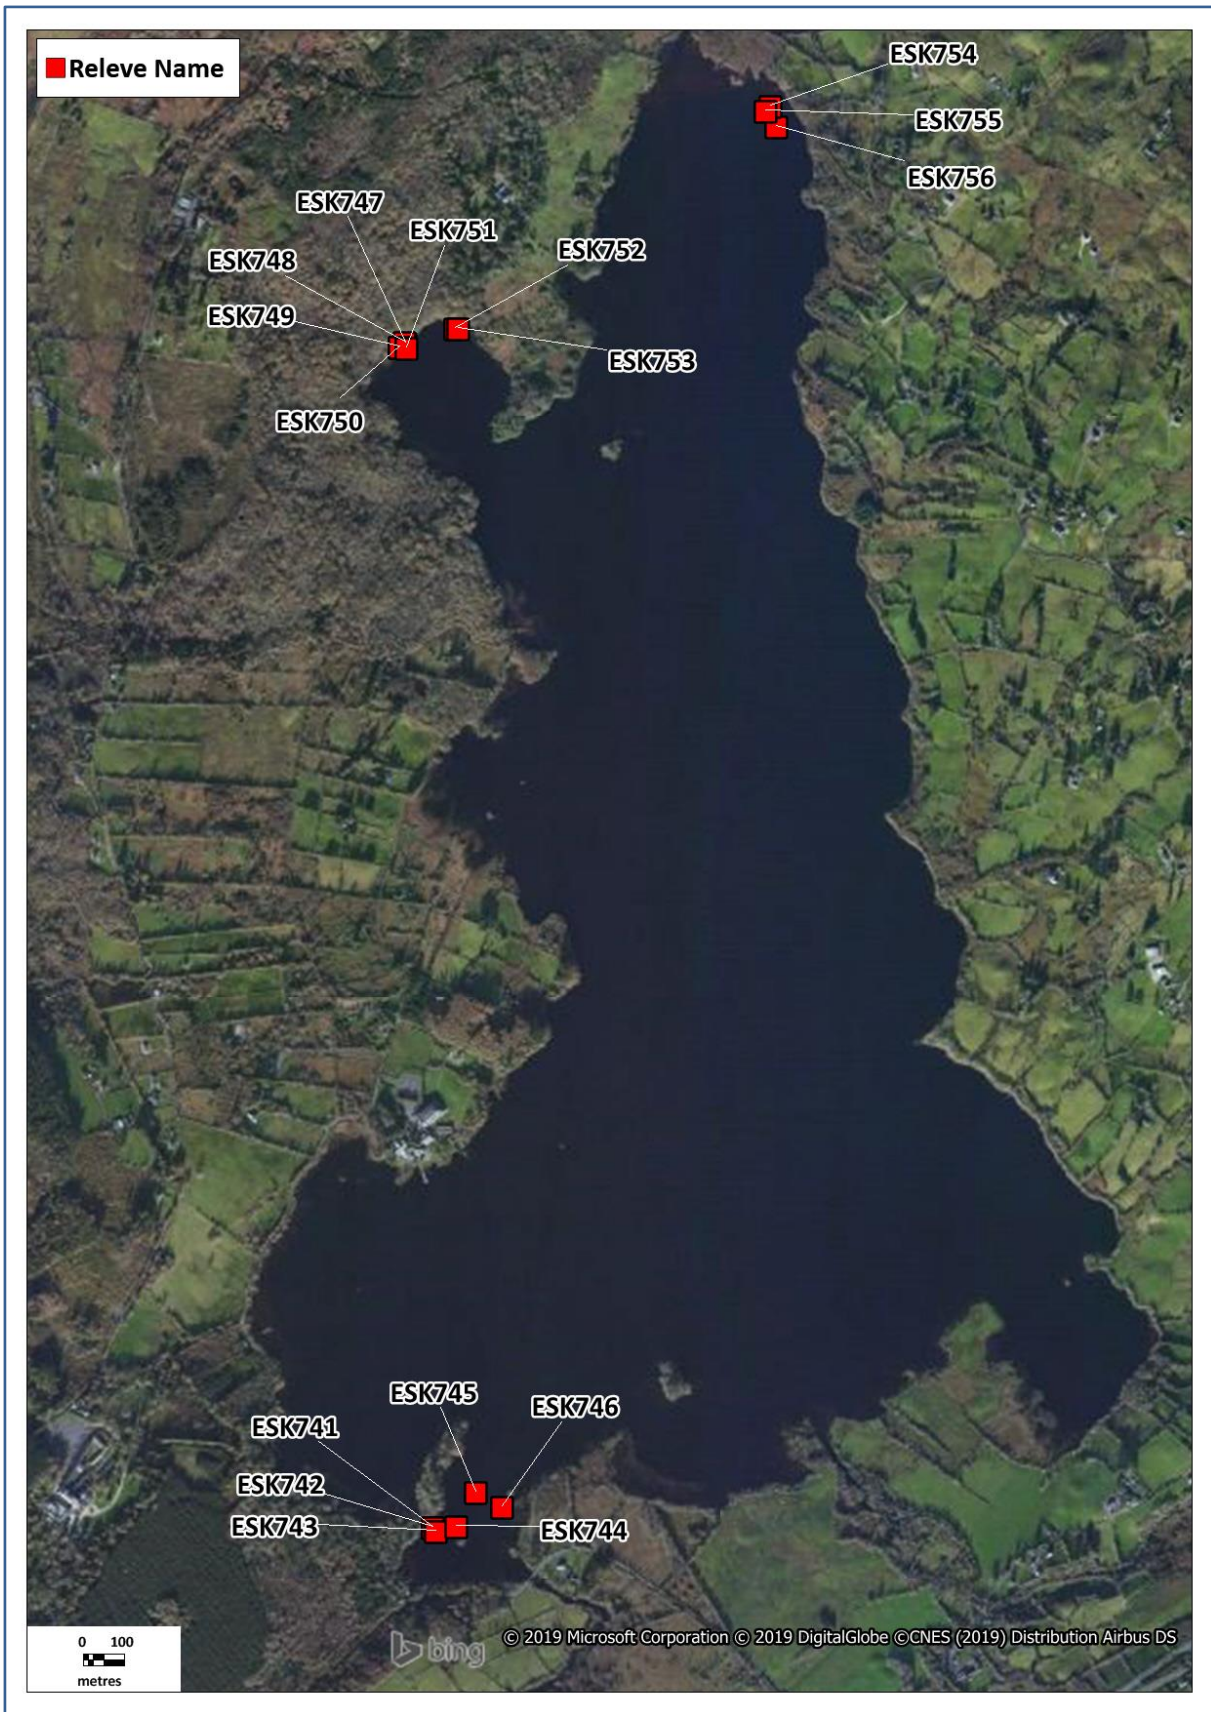 Releve Name
ESK754
ESK755
ESK756
ESK747
ESK751
ESK752
ESK748
ESK749
ESK753
ESK750
ESK745
ESK746
ESK741
ESK742
ESK743
ESK744
0 100
metres
bing
© 2019 Microsoft Corporation © 2019 DigitalGlobe ©CNES (2019) Distribution Airbus DS